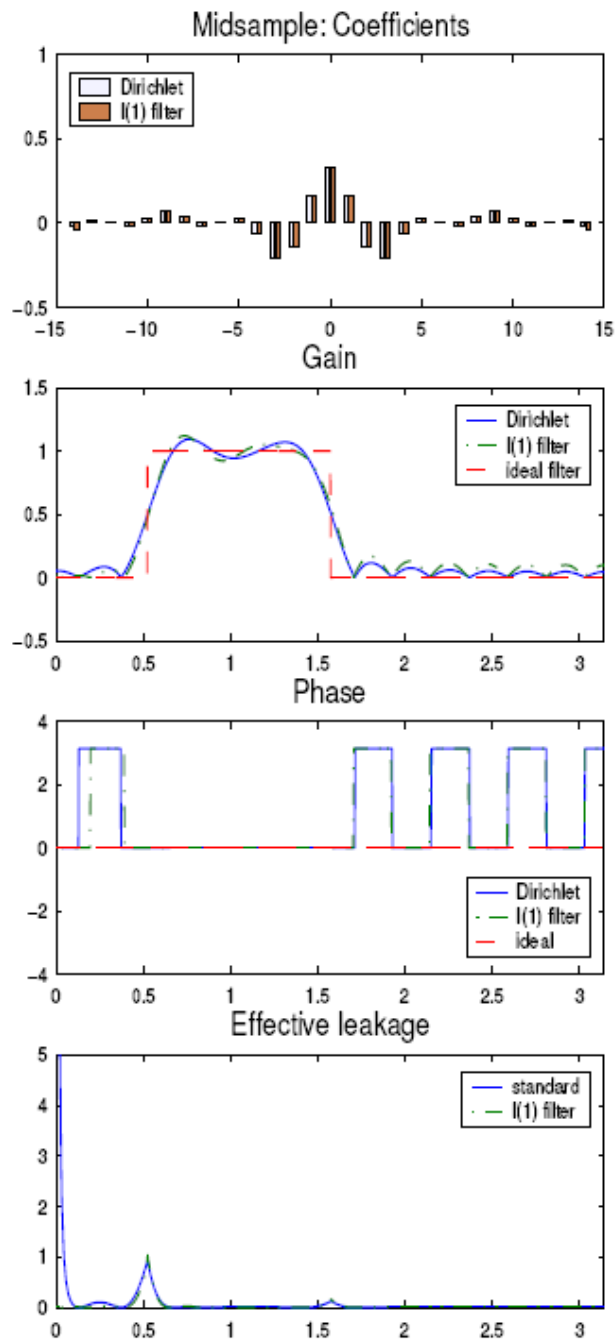 Midsample: Coefficients
1
0.5
0
−0.5
Dirichlet
I(1) filter
−15 −10 −5 0 5 10 15
Gain
1.5
1
0.5
0
−0.5
Dirichlet
I(1) filter
ideal filter
0 0.5 1 1.5 2 2.5 3
Phase
4
2
0
−2
−4
Dirichlet
I(1) filter
ideal
0 0.5 1 1.5 2 2.5 3
Effective leakage
5
4
3
2
1
0
standard
I(1) filter
0 0.5 1 1.5 2 2.5 3